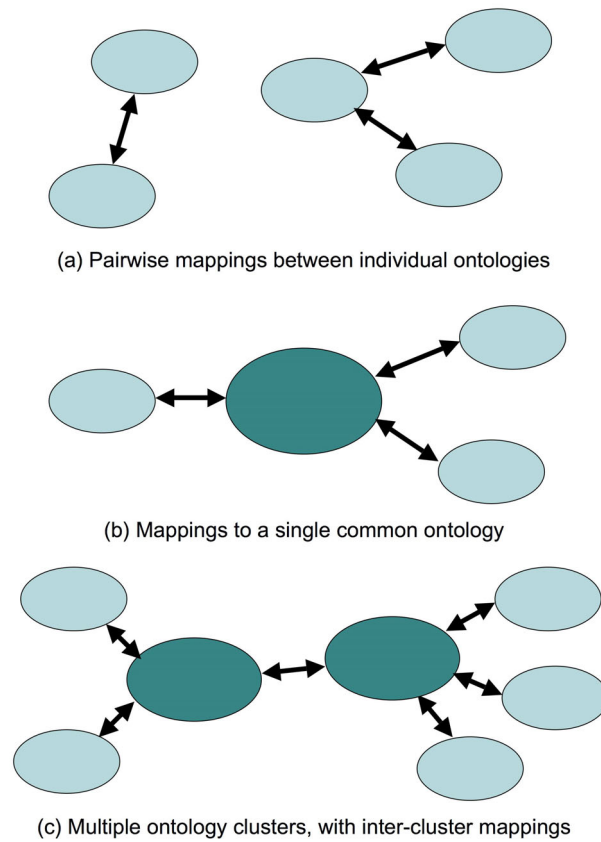 (a) Pairwise mappings between individual ontologies
(b) Mappings to a single common ontology
(c) Multiple ontology clusters, with inter-cluster mappings